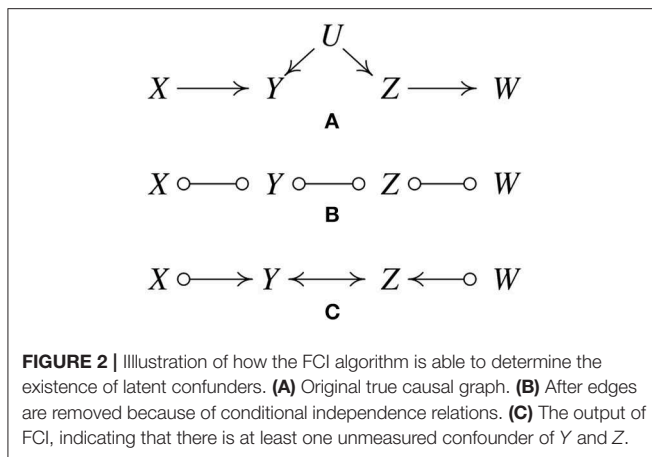 U
X Y Z W
A
X Y Z W
B
X Y Z W
C
FIGURE 2 | Illlustration of how the FCI algorithm is able to determine the
existence of latent confunders. (A) Original true causal graph. (B) After edges
are removed because of conditional independence relations. (C) The output of
FCI, indicating that there is at least one unmeasured confounder of Y and Z.